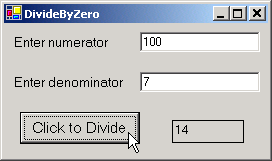 DivideByZero
Enter numerator 100
Enter denominator 7
Click to Divide 14